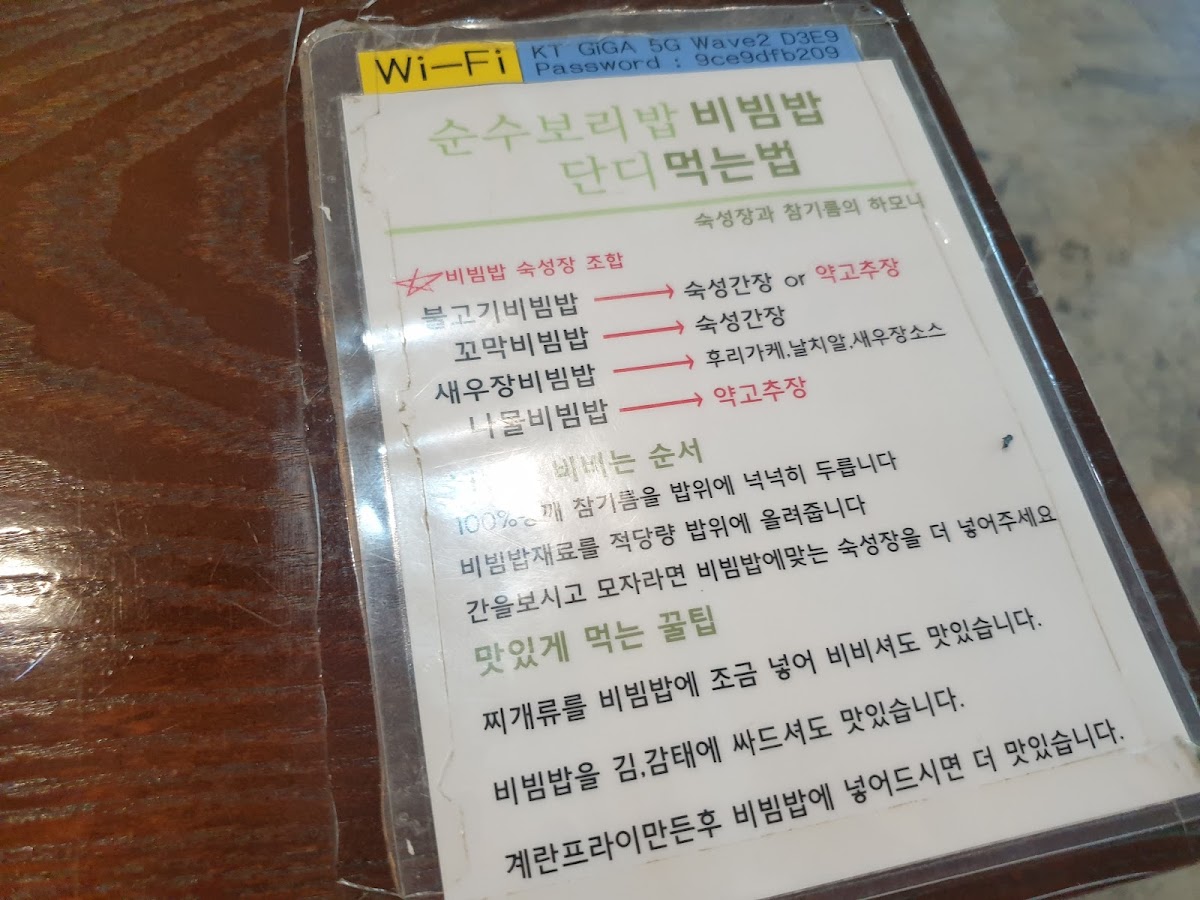 Wi-Fi
KT GiGA 5G Wave2 D3E9
Password : 9ce9dfb209
순수보리밥 비빔밥
단디먹는법
숙성장과 참기름의 하모니
비빔밥 숙성장 조합
불고기비빔밥 → 숙성간장 or 약고추장
꼬막비빔밥 → 숙성간장
새우장비빔밥 → 후리가케,날치알,새우장소스
나물비빔밥 → 약고추장
비비는 순서
참기름을 밥위에 넉넉히 두릅니다
비빔밥재료를 적당량 밥위에 올려줍니다
간을보시고 모자라면 비빔밥에맞는 숙성장을 더 넣어주세요
맛있게 먹는 꿀팁
찌개류를 비빔밥에 조금 넣어 비비셔도 맛있습니다.
비빔밥을 김,감태에 싸드셔도 맛있습니다.
계란프라이만든후 비빔밥에 넣어드시면 더 맛있습니다.